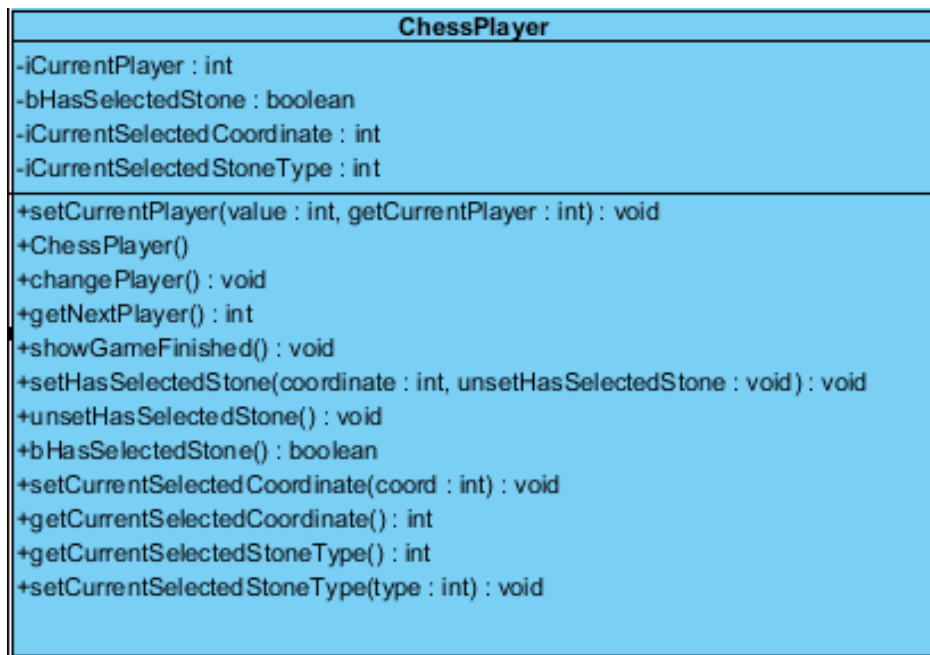 ChessPlayer
-iCurrentPlayer : int
-bHasSelectedStone : boolean
-iCurrentSelectedCoordinate : int
-iCurrentSelectedStoneType : int
+setCurrentPlayer(value : int, getCurrentPlayer : int) : void
+ChessPlayer()
+changePlayer() : void
+getNextPlayer() : int
+showGameFinished() : void
+setHasSelectedStone(coordinate : int, unsetHasSelectedStone : void) : void
+unsetHasSelectedStone() : void
+bHasSelectedStone() : boolean
+setCurrentSelectedCoordinate(coord : int) : void
+getCurrentSelectedCoordinate() : int
+getCurrentSelectedStoneType() : int
+setCurrentSelectedStoneType(type : int) : void